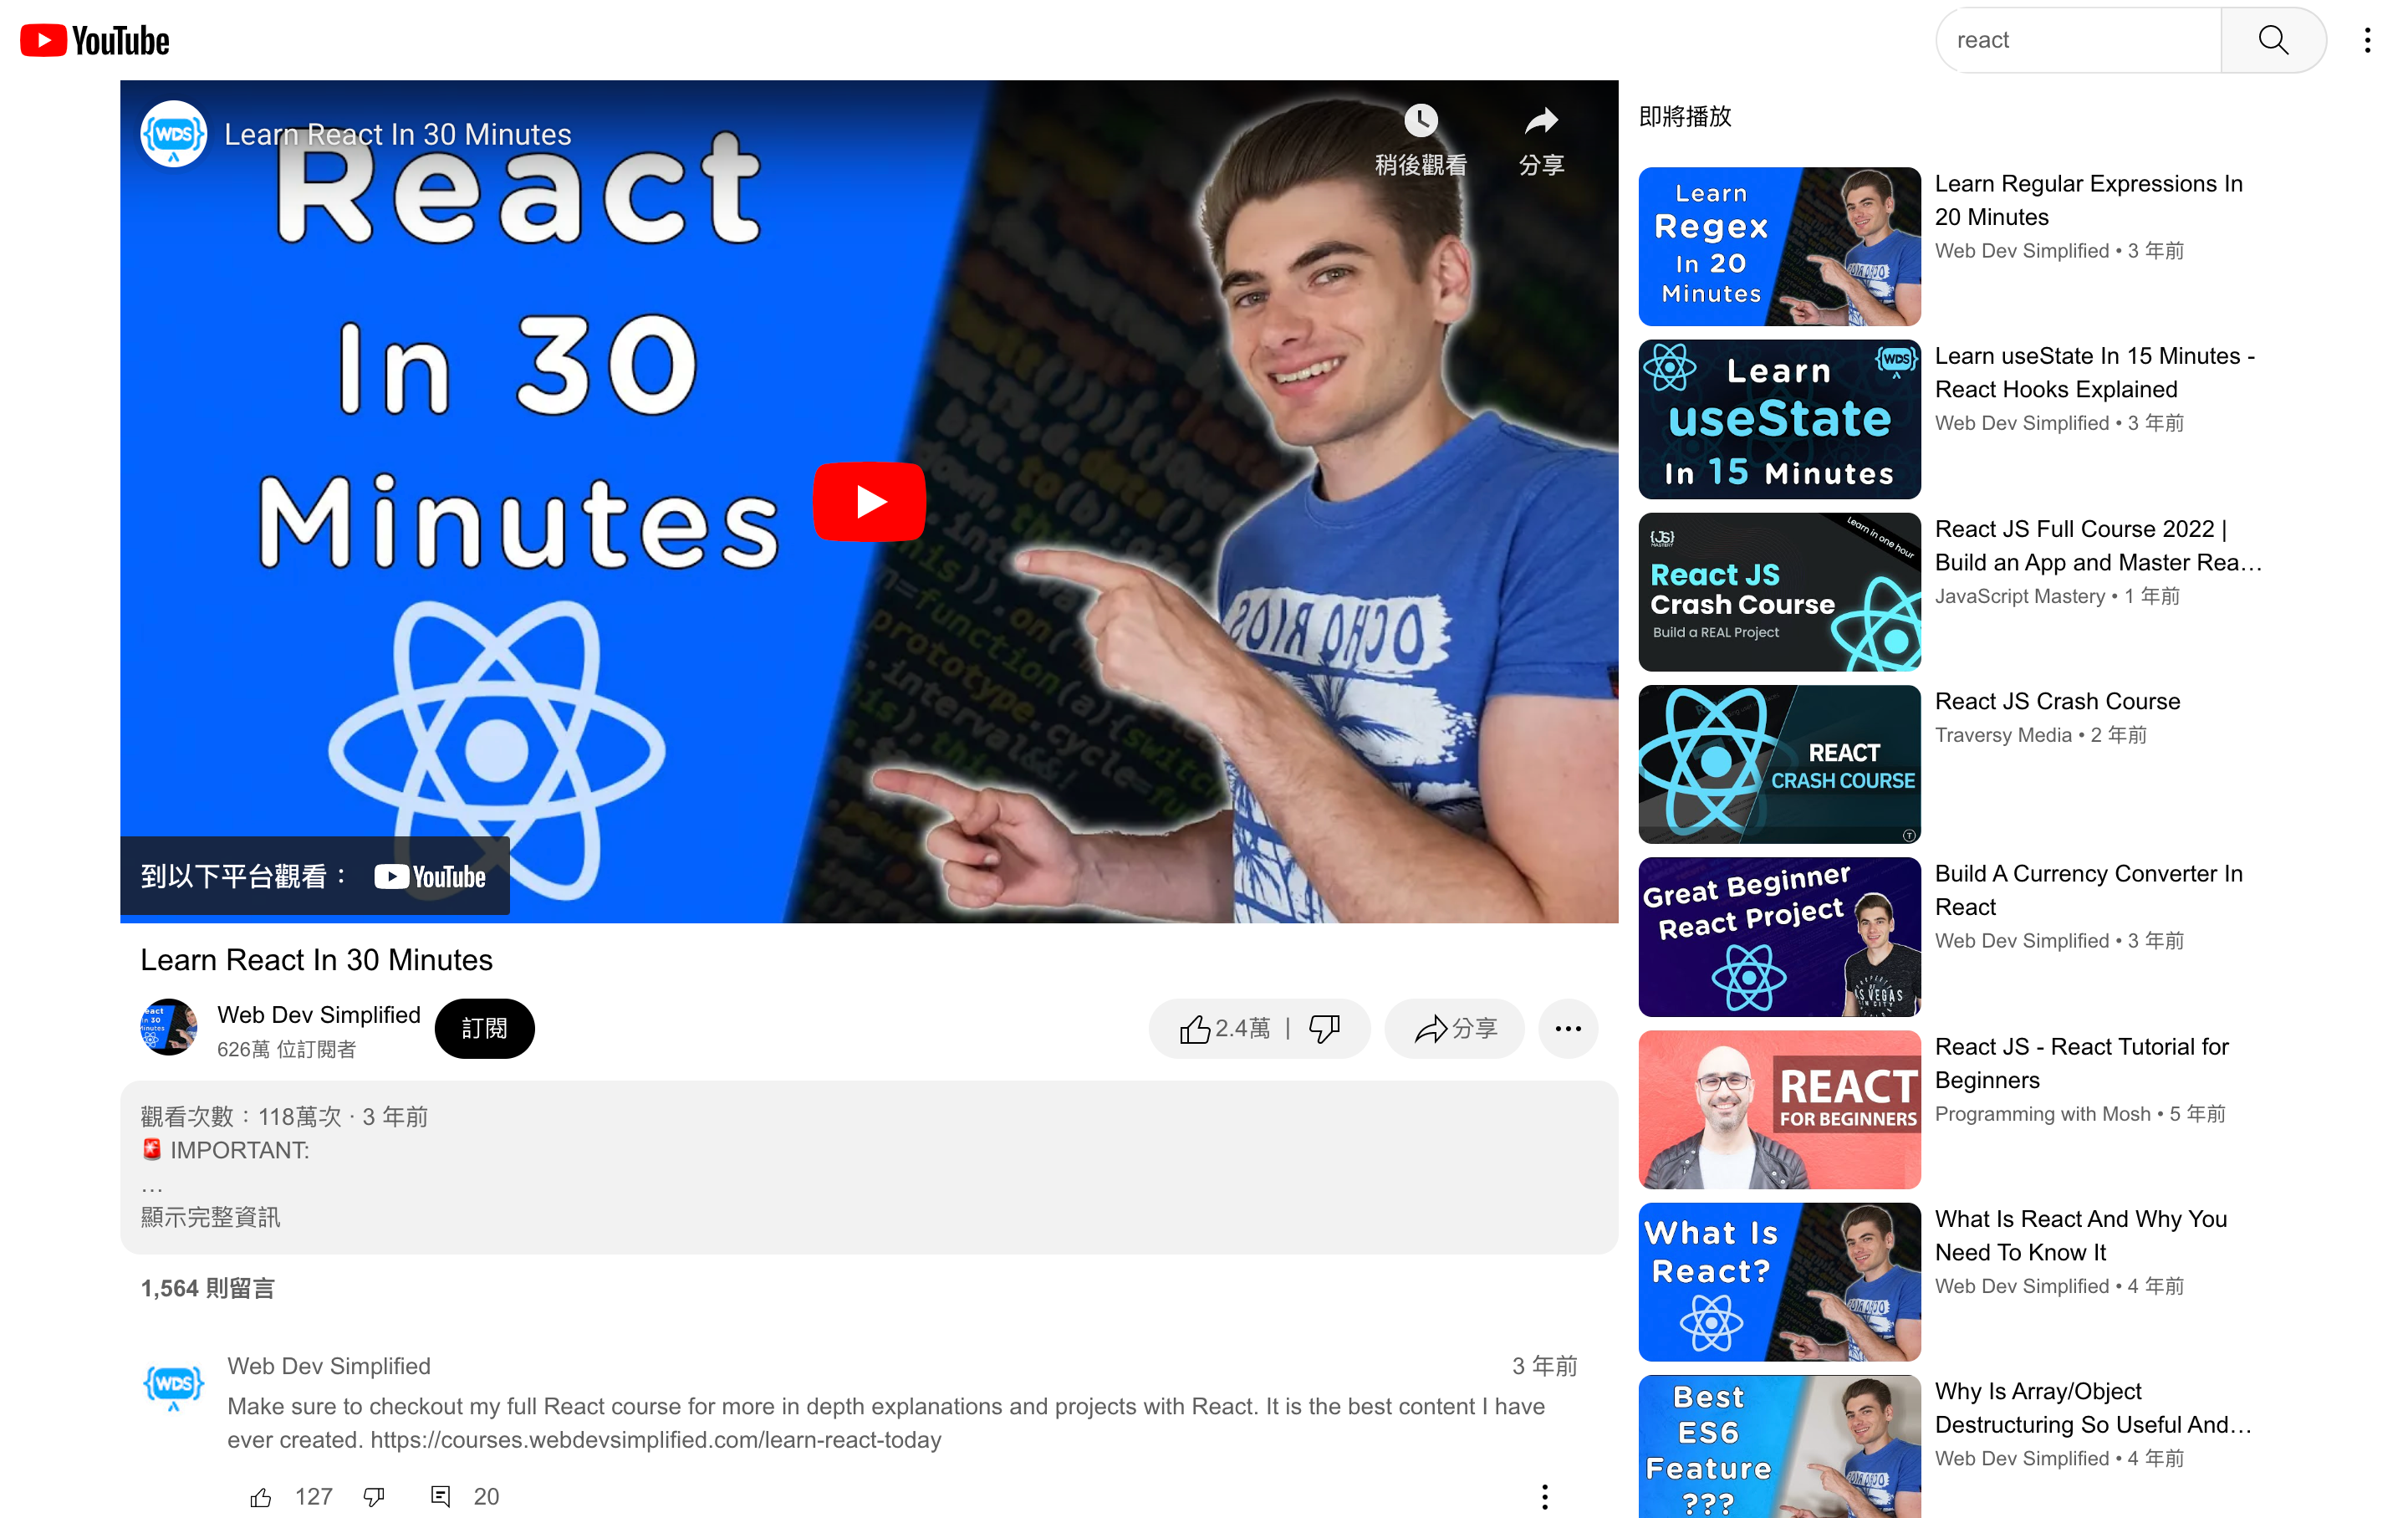 YouTube
react
WDS
Learn React In 30 Minutes
稍後觀看
分享
React
In 30
Minutes
OCHO RIOS
到以下平台觀看：
YouTube
Learn React In 30 Minutes
Web Dev Simplified
626萬 位訂閱者
訂閱
2.4萬
|
分享
觀看次數：118萬次 · 3 年前
🚨 IMPORTANT:
…
顯示完整資訊
1,564 則留言
WDS
Web Dev Simplified
3 年前
Make sure to checkout my full React course for more in depth explanations and projects with React. It is the best content I have
ever created. https://courses.webdevsimplified.com/learn-react-today
127
20
即將播放
Learn
Regex
In 20
Minutes
Learn Regular Expressions In
20 Minutes
Web Dev Simplified • 3 年前
WDS
Learn
useState
In 15 Minutes
Learn useState In 15 Minutes -
React Hooks Explained
Web Dev Simplified • 3 年前
{JS}
MASTERY
Learn in one hour
React JS
Crash Course
Build a REAL Project
React JS Full Course 2022 |
Build an App and Master Rea…
JavaScript Mastery • 1 年前
REACT
CRASH COURSE
React JS Crash Course
Traversy Media • 2 年前
Great Beginner
React Project
Build A Currency Converter In
React
Web Dev Simplified • 3 年前
REACT
FOR BEGINNERS
React JS - React Tutorial for
Beginners
Programming with Mosh • 5 年前
What Is
React?
What Is React And Why You
Need To Know It
Web Dev Simplified • 4 年前
Best
ES6
Feature
???
Why Is Array/Object
Destructuring So Useful And…
Web Dev Simplified • 4 年前